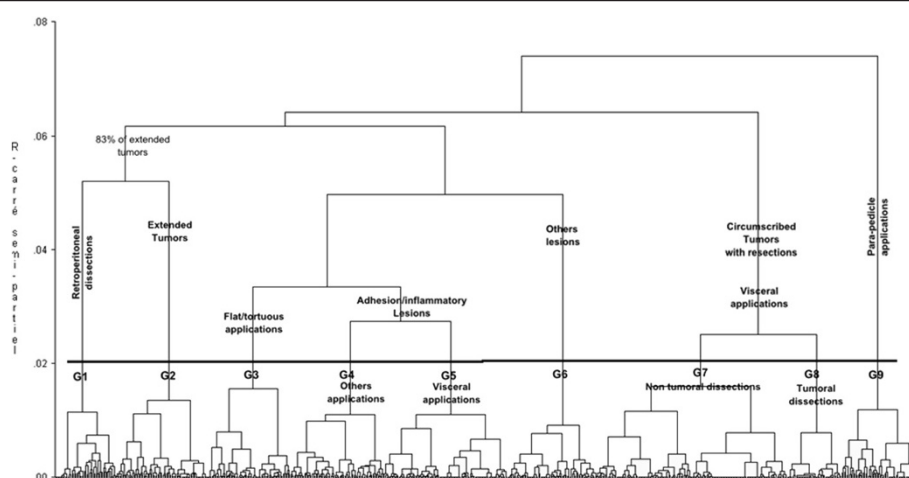 .08
.06
.04
.02
.00
R-carré semi-partiel
83% of extended
tumors
Retroperitoneal
dissections
Extended
Tumors
Flat/tortuous
applications
Adhesion/inflammatory
Lesions
Others
lesions
Circumscribed
Tumors
with resections
Visceral
applications
Para-pedicle
applications
G1
G2
G3
G4
G5
G6
G7
G8
G9
Others
applications
Visceral
applications
Non tumoral dissections
Tumoral
dissections